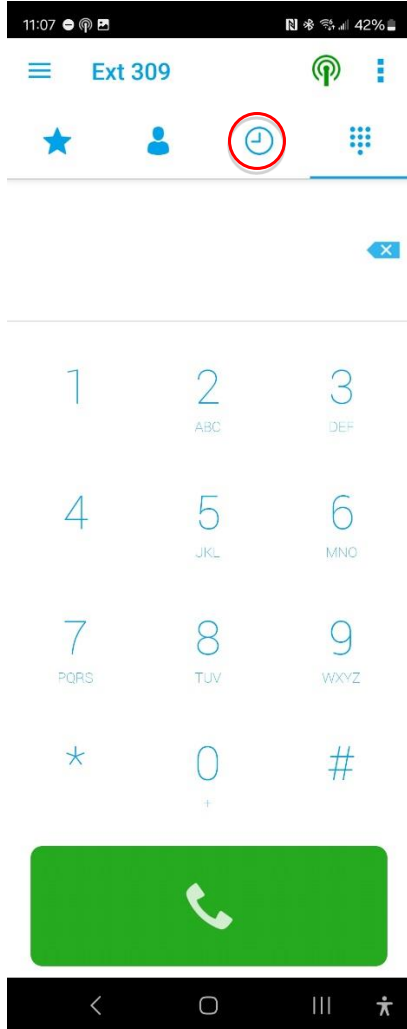 11:07 42%
Ext 309
1 2 3
ABC DEF
4 5 6
JKL MNO
7 8 9
PQRS TUV WXYZ
* 0 #
+